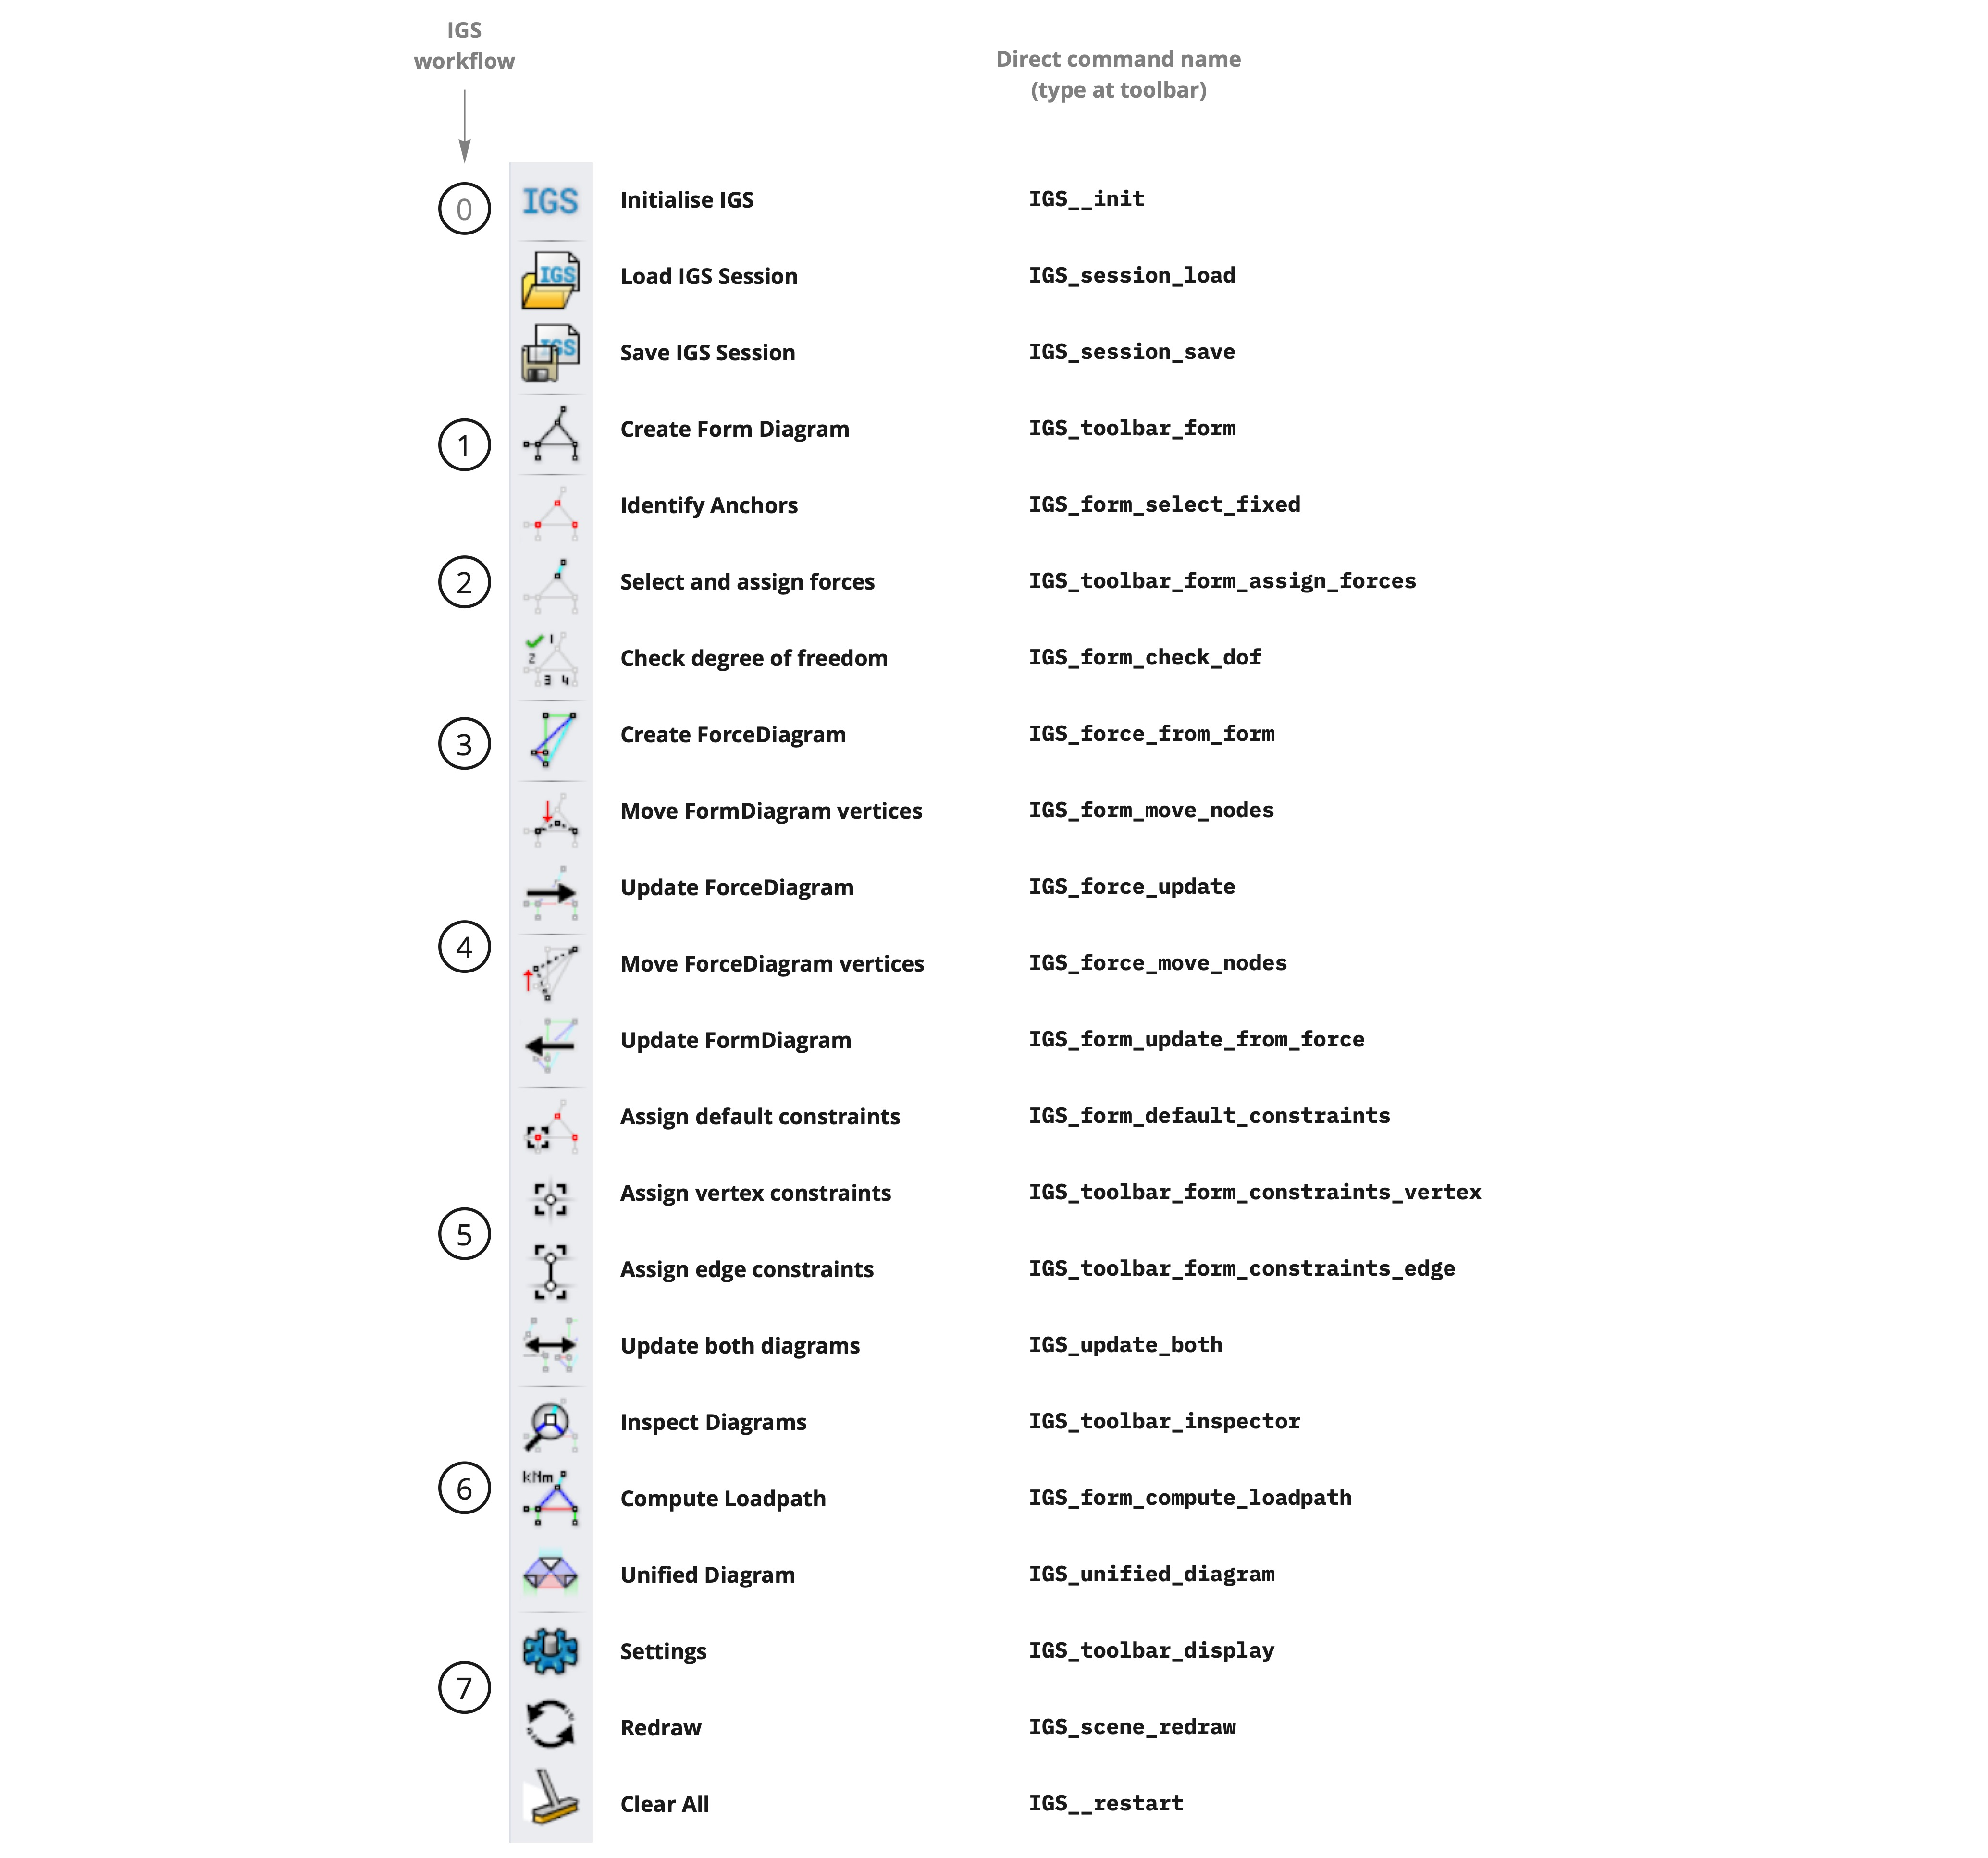 IGS
workflow
Direct command name
(type at toolbar)
0
IGS
Initialise IGS
IGS__init
IGS
Load IGS Session
IGS_session_load
IGS
Save IGS Session
IGS_session_save
1
Create Form Diagram
IGS_toolbar_form
Identify Anchors
IGS_form_select_fixed
2
Select and assign forces
IGS_toolbar_form_assign_forces
1
2
3 4
Check degree of freedom
IGS_form_check_dof
3
Create ForceDiagram
IGS_force_from_form
Move FormDiagram vertices
IGS_form_move_nodes
Update ForceDiagram
IGS_force_update
4
Move ForceDiagram vertices
IGS_force_move_nodes
Update FormDiagram
IGS_form_update_from_force
Assign default constraints
IGS_form_default_constraints
Assign vertex constraints
IGS_toolbar_form_constraints_vertex
5
Assign edge constraints
IGS_toolbar_form_constraints_edge
Update both diagrams
IGS_update_both
Inspect Diagrams
IGS_toolbar_inspector
6
kNm
Compute Loadpath
IGS_form_compute_loadpath
Unified Diagram
IGS_unified_diagram
Settings
IGS_toolbar_display
7
Redraw
IGS_scene_redraw
Clear All
IGS__restart